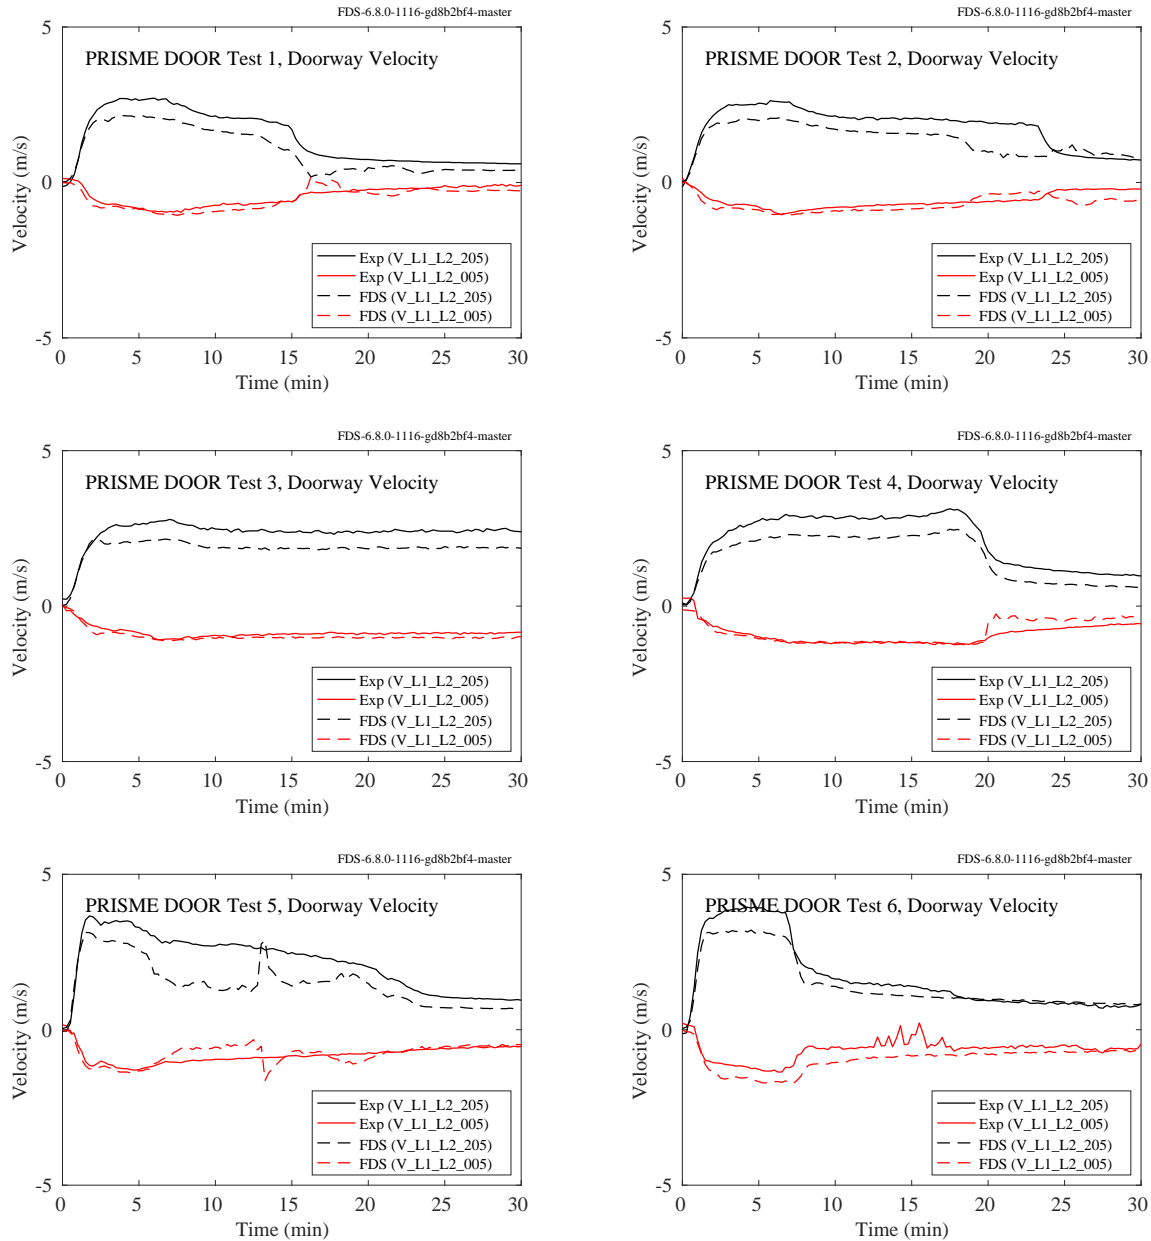 FDS-6.8.0-1116-gd8b2bf4-master
PRISME DOOR Test 1, Doorway Velocity
5
0
-5
Velocity (m/s)
Exp (V_L1_L2_205)
Exp (V_L1_L2_005)
FDS (V_L1_L2_205)
FDS (V_L1_L2_005)
0 5 10 15 20 25 30
Time (min)
FDS-6.8.0-1116-gd8b2bf4-master
PRISME DOOR Test 2, Doorway Velocity
5
0
-5
Velocity (m/s)
Exp (V_L1_L2_205)
Exp (V_L1_L2_005)
FDS (V_L1_L2_205)
FDS (V_L1_L2_005)
0 5 10 15 20 25 30
Time (min)
FDS-6.8.0-1116-gd8b2bf4-master
PRISME DOOR Test 3, Doorway Velocity
5
0
-5
Velocity (m/s)
Exp (V_L1_L2_205)
Exp (V_L1_L2_005)
FDS (V_L1_L2_205)
FDS (V_L1_L2_005)
0 5 10 15 20 25 30
Time (min)
FDS-6.8.0-1116-gd8b2bf4-master
PRISME DOOR Test 4, Doorway Velocity
5
0
-5
Velocity (m/s)
Exp (V_L1_L2_205)
Exp (V_L1_L2_005)
FDS (V_L1_L2_205)
FDS (V_L1_L2_005)
0 5 10 15 20 25 30
Time (min)
FDS-6.8.0-1116-gd8b2bf4-master
PRISME DOOR Test 5, Doorway Velocity
5
0
-5
Velocity (m/s)
Exp (V_L1_L2_205)
Exp (V_L1_L2_005)
FDS (V_L1_L2_205)
FDS (V_L1_L2_005)
0 5 10 15 20 25 30
Time (min)
FDS-6.8.0-1116-gd8b2bf4-master
PRISME DOOR Test 6, Doorway Velocity
5
0
-5
Velocity (m/s)
Exp (V_L1_L2_205)
Exp (V_L1_L2_005)
FDS (V_L1_L2_205)
FDS (V_L1_L2_005)
0 5 10 15 20 25 30
Time (min)